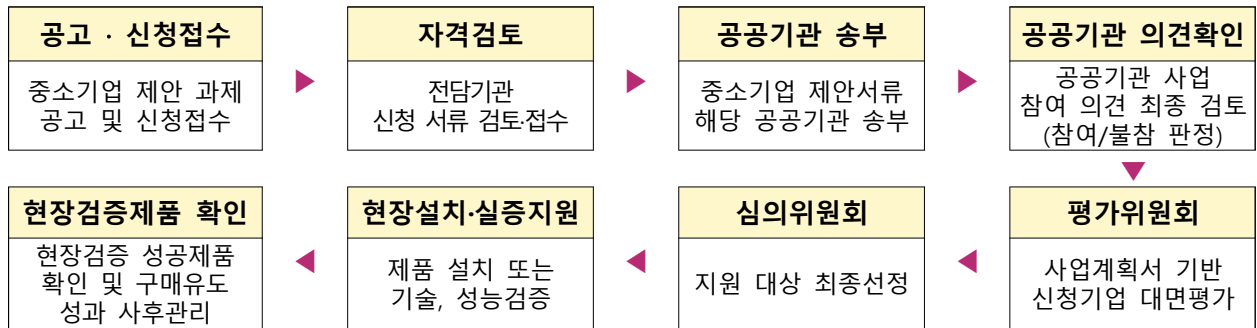 공고 · 신청접수
중소기업 제안 과제
공고 및 신청접수
자격검토
전담기관
신청 서류 검토·접수
공공기관 송부
중소기업 제안서류
해당 공공기관 송부
공공기관 의견확인
공공기관 사업
참여 의견 최종 검토
(참여/불참 판정)
평가위원회
사업계획서 기반
신청기업 대면평가
심의위원회
지원 대상 최종선정
현장설치·실증지원
제품 설치 또는
기술, 성능검증
현장검증제품 확인
현장검증 성공제품
확인 및 구매유도
성과 사후관리